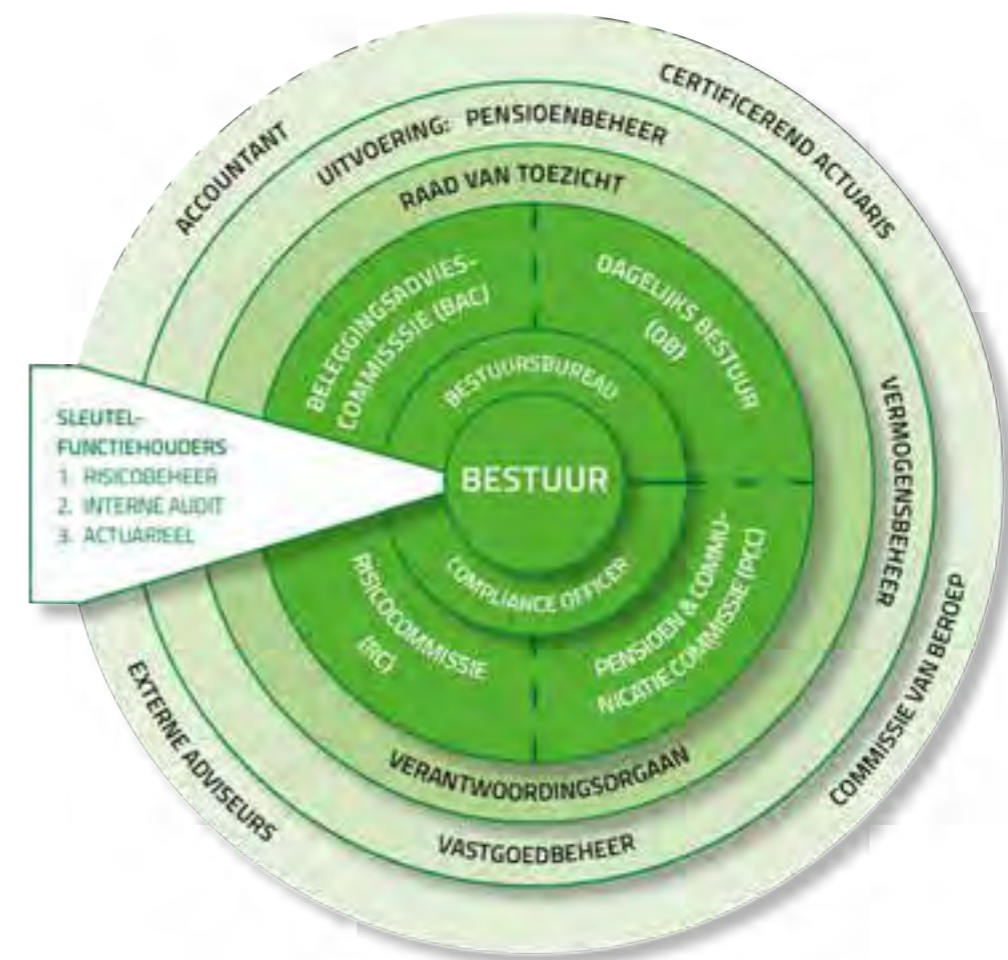 CERTIFICEREND ACTUARIS
ACCOUNTANT
UITVOERING: PENSIOENBEHEER
RAAD VAN TOEZICHT
BELEGGINGSADVIES-
COMMISSSIE (BAC)
DAGELIJKS BESTUUR
(DB)
BESTUURSBUREAU
VERMOGENSBEHEER
SLEUTEL-
FUNCTIEHOUDERS
1. RISICOBEHEER
2. INTERNE AUDIT
3. ACTUARIEEL
BESTUUR
COMPLIANCE OFFICER
RISICOCOMMISSIE
(RC)
PENSIOEN & COMMU-
NICATIECOMMISSIE (PCC)
COMMISSIE VAN BEROEP
EXTERNE ADVISEURS
VERANTWOORDINGSORGAAN
VASTGOEDBEHEER